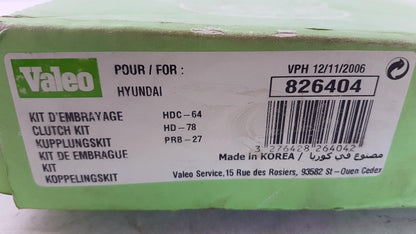 Valeo
POUR / FOR :
HYUNDAI
VPH 12/11/2006
826404
KIT D'EMBRAYAGE HDC-64
CLUTCH KIT HD-78
KUPPLUNGSKIT PRB-27
KIT DE EMBRAGUE
KIT
KOPPELINGSKIT
3 276428 264042
Made in KOREA / مصنوع في كوريا
Valeo Service,15 Rue des Rosiers, 93582 St-Ouen Cedex